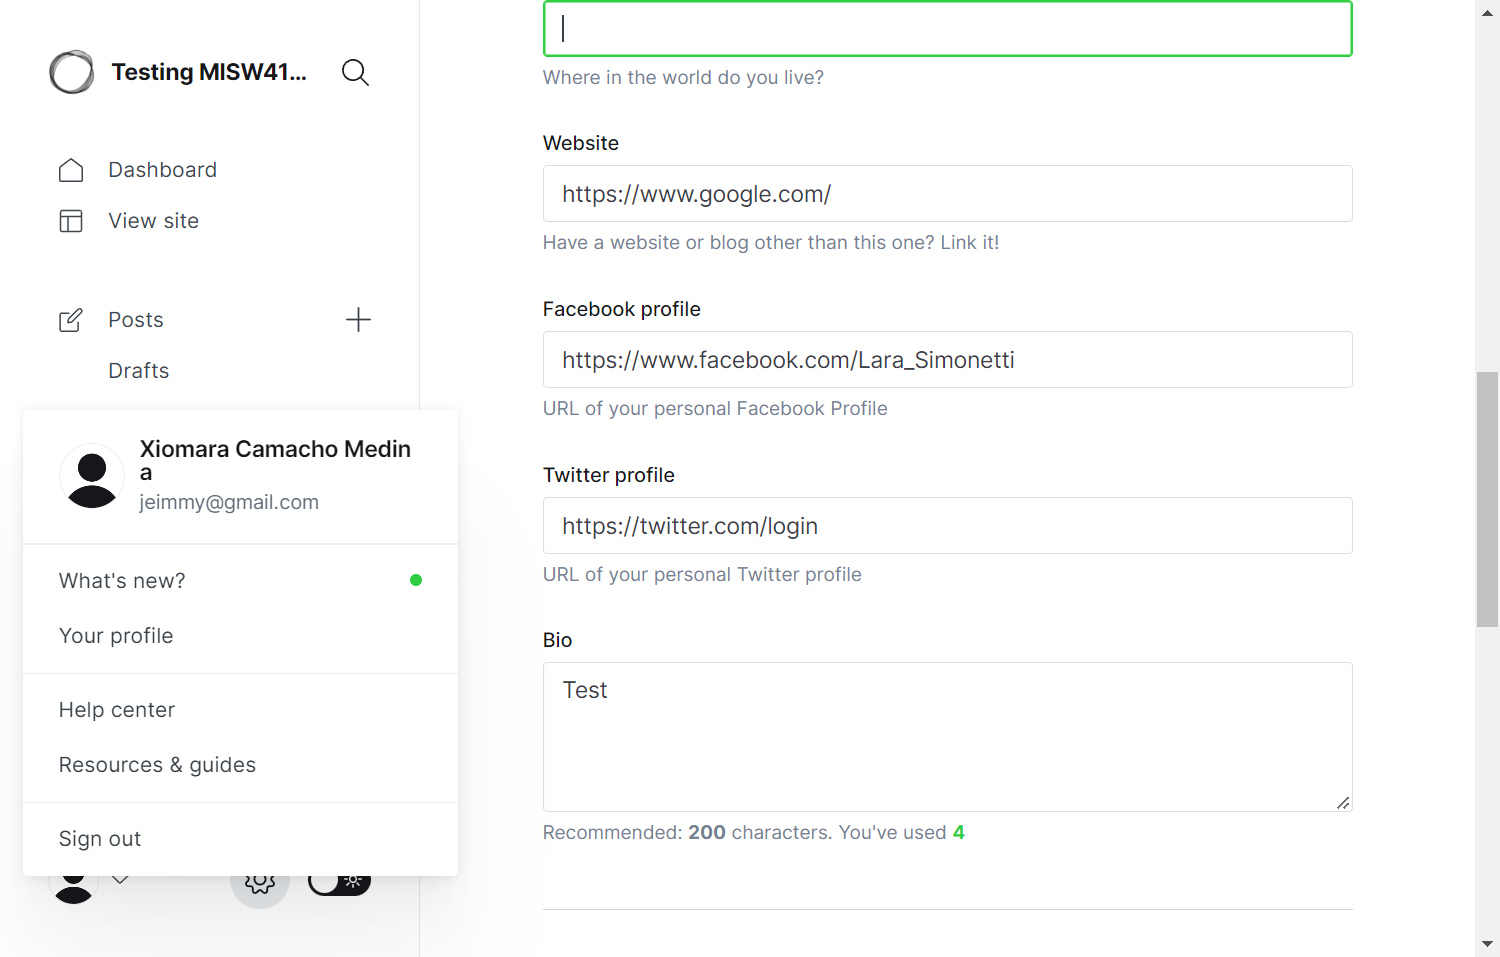 Testing MISW41...
Dashboard
View site
Posts
Drafts
Xiomara Camacho Medin
a
jeimmy@gmail.com
What's new?
Your profile
Help center
Resources & guides
Sign out
Where in the world do you live?
Website
https://www.google.com/
Have a website or blog other than this one? Link it!
Facebook profile
https://www.facebook.com/Lara_Simonetti
URL of your personal Facebook Profile
Twitter profile
https://twitter.com/login
URL of your personal Twitter profile
Bio
Test
Recommended: 200 characters. You've used 4